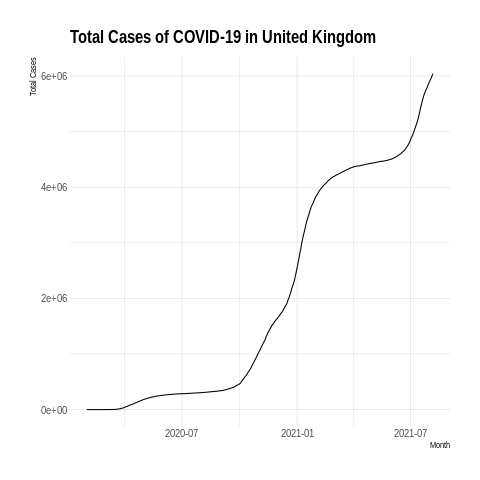 Total Cases of COVID-19 in United Kingdom
Total Cases
6e+06
4e+06
2e+06
0e+00
2020-07
2021-01
2021-07
Month